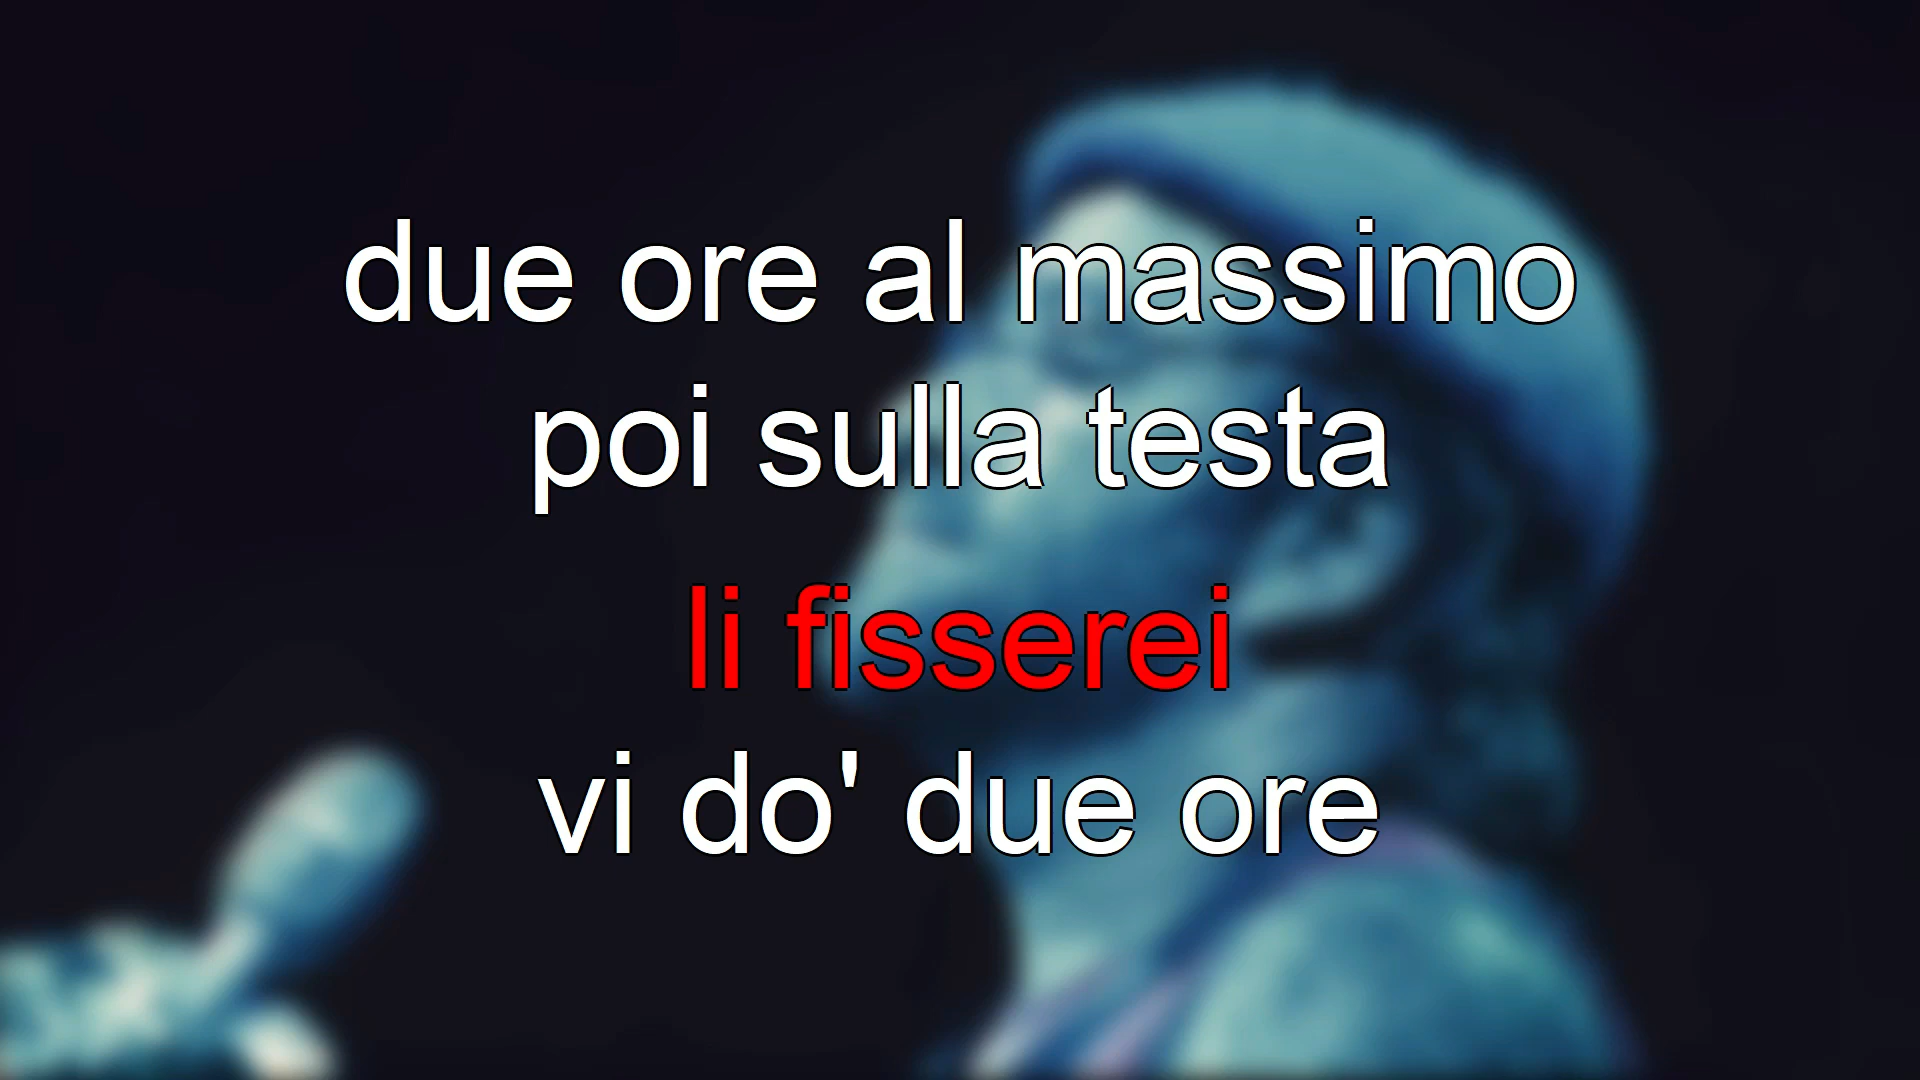 due ore al massimo
poi sulla testa
li fisserei
vi do' due ore